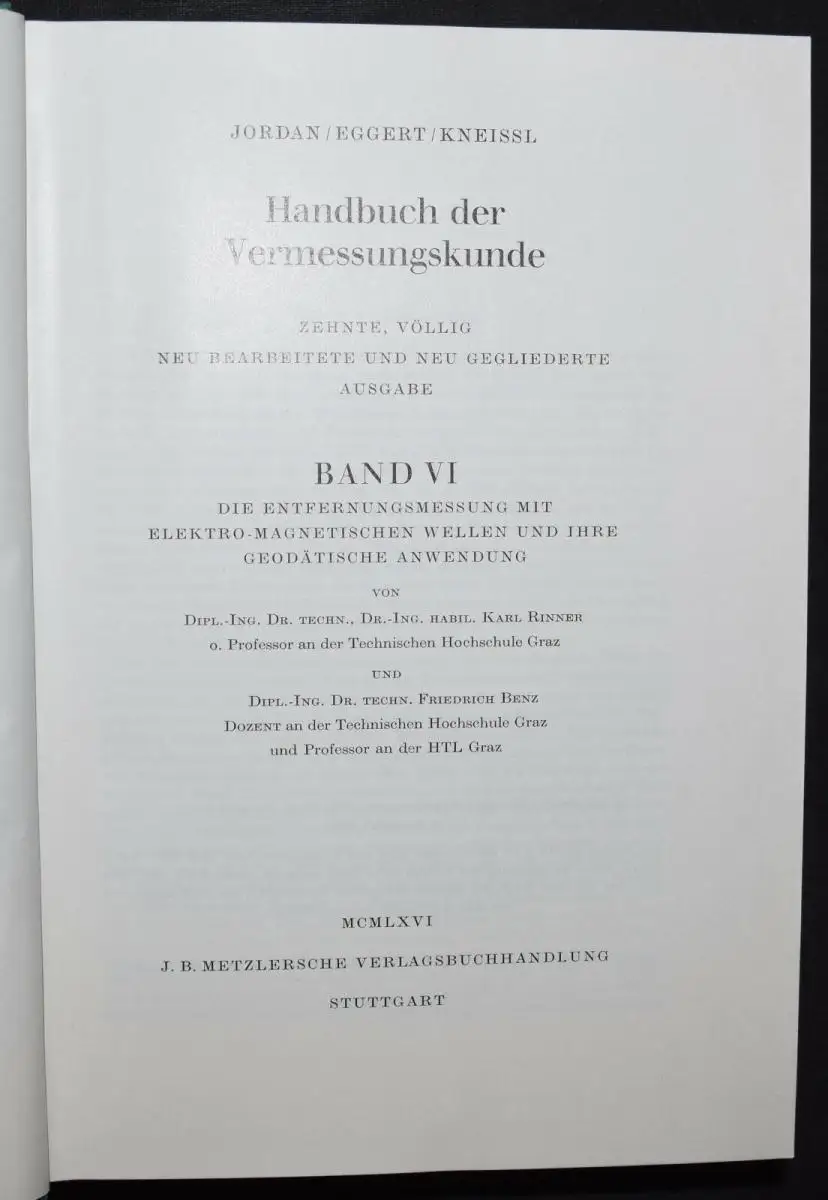 JORDAN/EGGERT/KNEISSL
Handbuch der
Vermessungskunde
ZEHNTE, VÖLLIG
NEU BEARBEITETE UND NEU GEGLIEDERTE
AUSGABE
BAND VI
DIE ENTFERNUNGSMESSUNG MIT
ELEKTRO-MAGNETISCHEN WELLEN UND IHRE
GEODÄTISCHE ANWENDUNG
VON
DIPL.-ING. DR. TECHN., DR.-ING. HABIL. KARL RINNER
o. Professor an der Technischen Hochschule Graz
UND
DIPL.-ING. DR. TECHN. FRIEDRICH BENZ
DOZENT an der Technischen Hochschule Graz
und Professor an der HTL Graz
MCMLXVI
J. B. METZLERSCHE VERLAGSBUCHHANDLUNG
STUTTGART